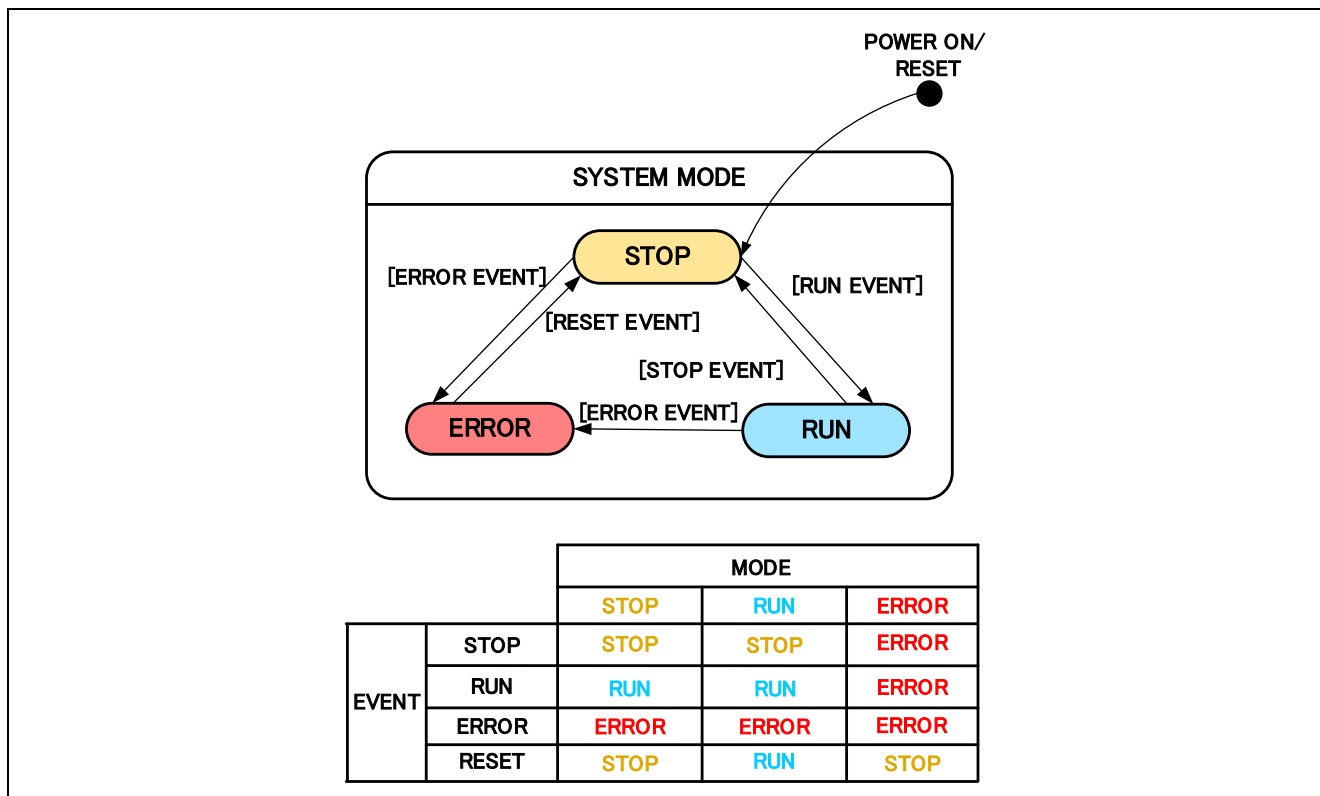 POWER ON/
RESET
SYSTEM MODE
STOP
[ERROR EVENT]
[RUN EVENT]
[RESET EVENT]
[STOP EVENT]
[ERROR EVENT]
ERROR
RUN
MODE
STOP RUN ERROR
EVENT
STOP STOP STOP ERROR
RUN RUN RUN ERROR
ERROR ERROR ERROR ERROR
RESET STOP RUN STOP